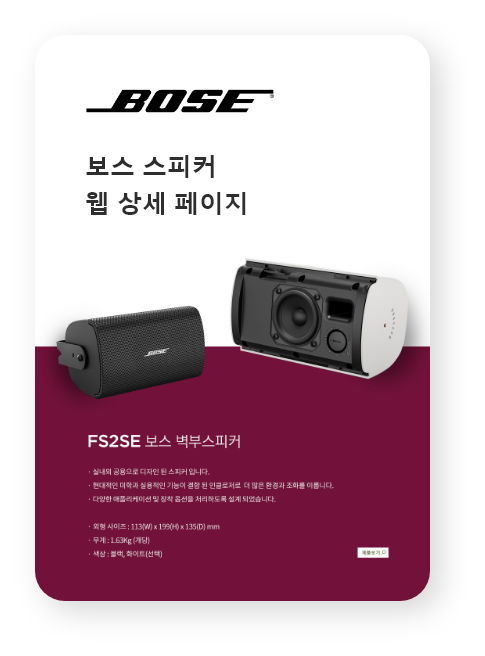 BOSE®
보스 스피커
웹 상세 페이지
BOSE
FS2SE 보스 벽부스피커
· 실내외 공용으로 디자인 된 스피커 입니다.
· 현대적인 미학과 실용적인 기능이 결합 된 인클로저로 더 많은 환경과 조화를 이룹니다.
· 다양한 애플리케이션 및 장착 옵션을 처리하도록 설계 되었습니다.
· 외형 사이즈 : 113(W) x 199(H) x 135(D) mm
· 무게 : 1.63Kg (개당)
· 색상 : 블랙, 화이트(선택)
제품보기